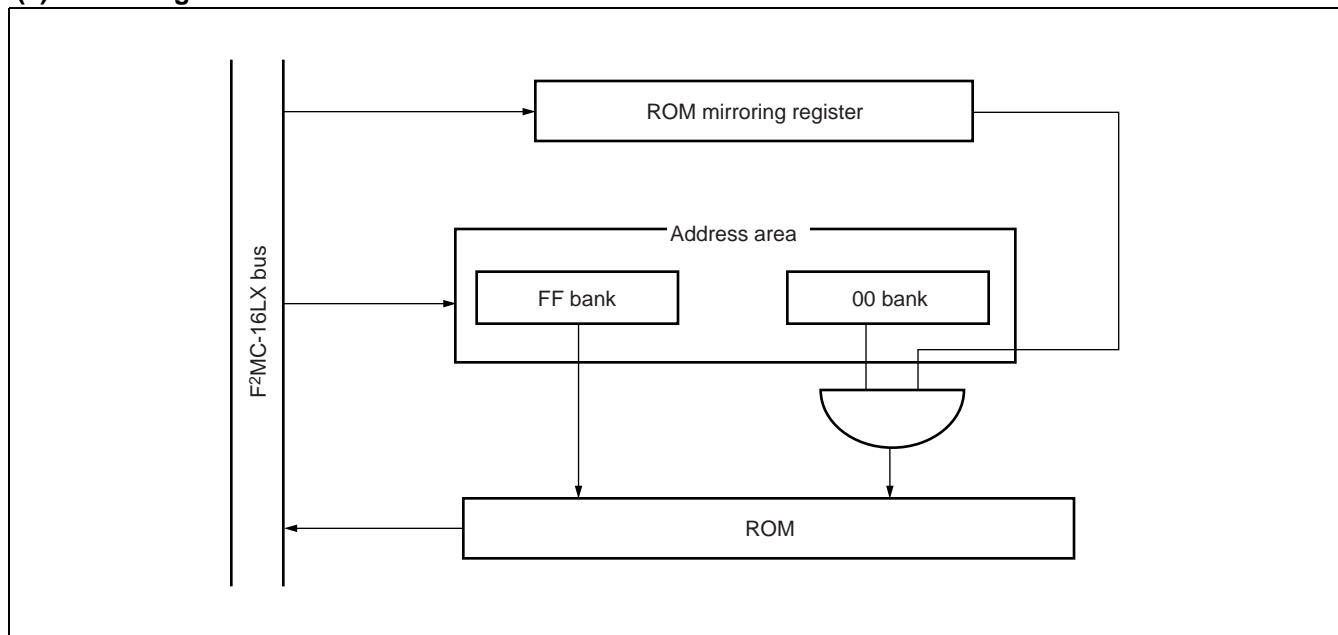 ROM mirroring register
Address area
FF bank
00 bank
F²MC-16LX bus
ROM